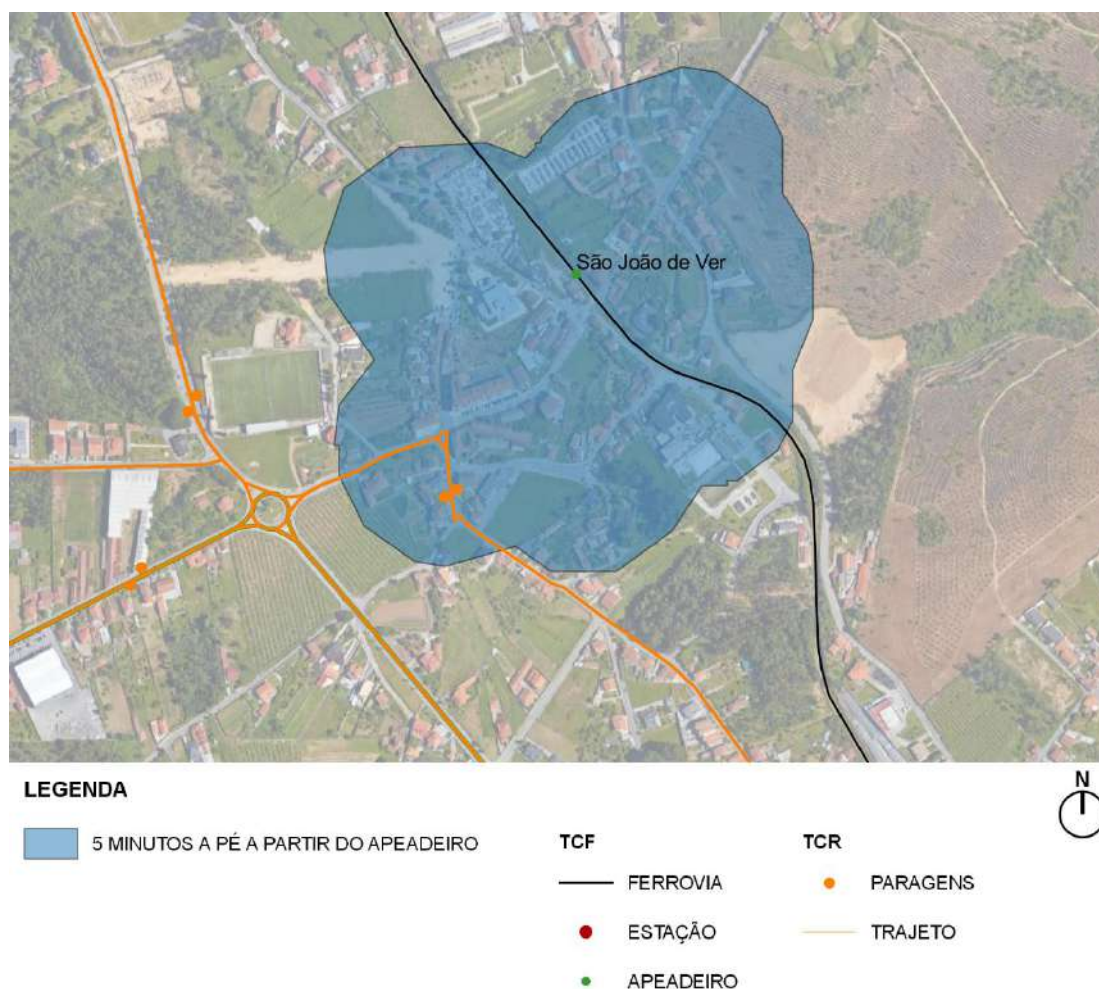 São João de Ver
LEGENDA
N
5 MINUTOS A PÉ A PARTIR DO APEADEIRO
TCF
TCR
FERROVIA
PARAGENS
ESTAÇÃO
TRAJETO
APEADEIRO